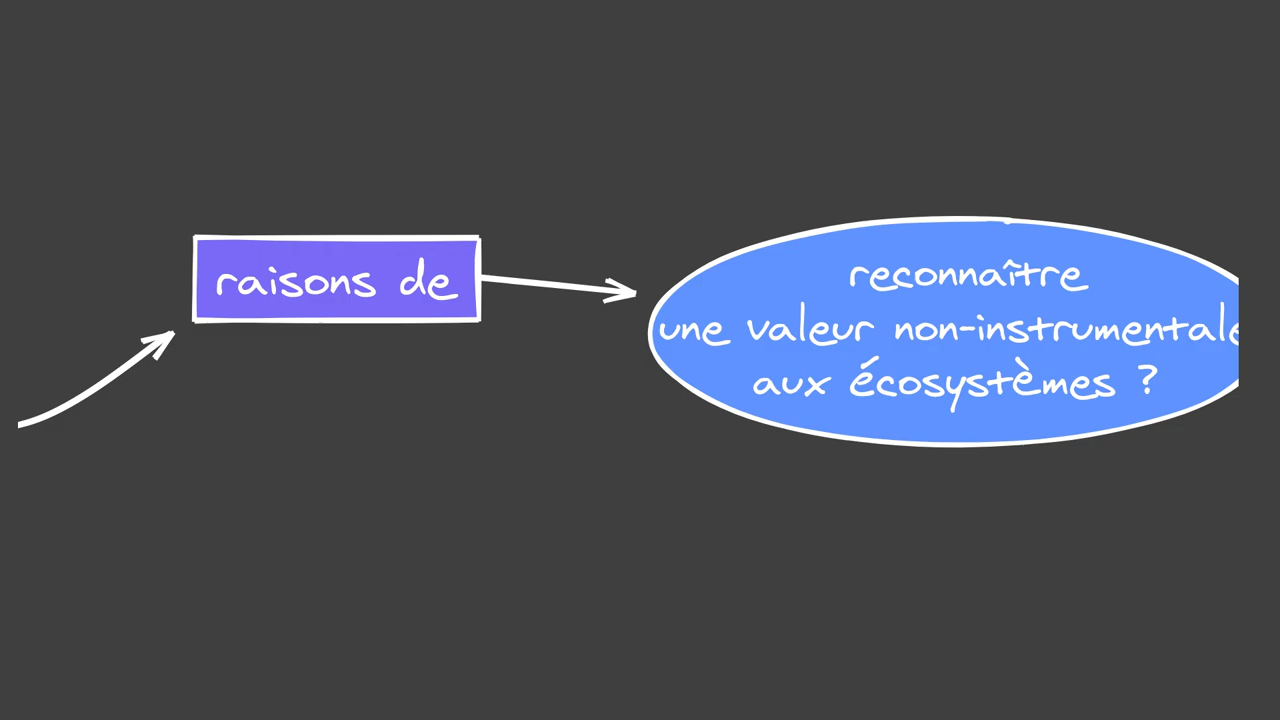 raisons de
reconnaître
une valeur non-instrumentale
aux écosystèmes ?